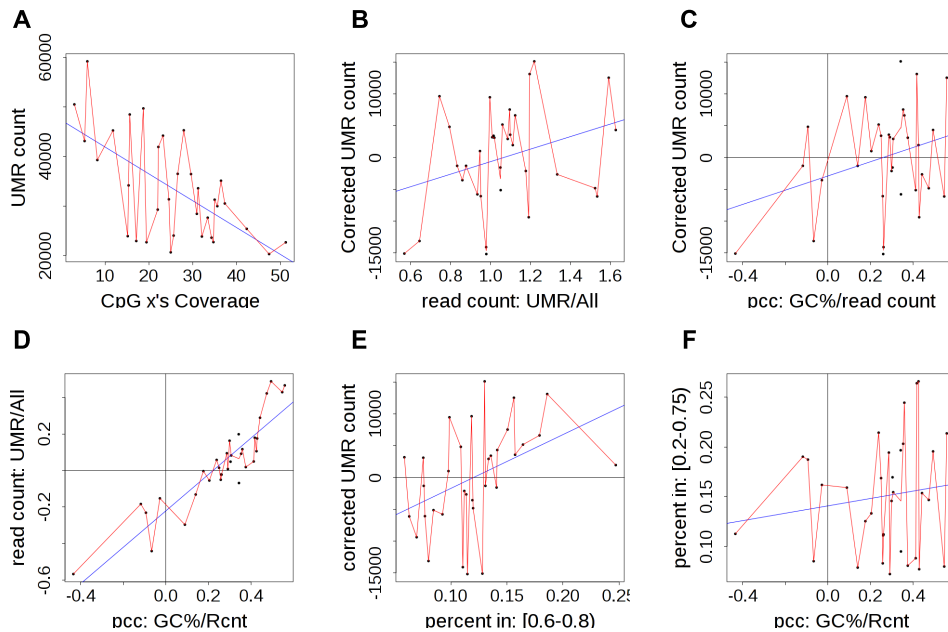 A
UMR count
60000
40000
20000
0 10 20 30 40 50
CpG x's Coverage
B
Corrected UMR count
10000
0
-15000
0.6 0.8 1.0 1.2 1.4 1.6
read count: UMR/All
C
Corrected UMR count
10000
0
-15000
-0.4 0.0 0.2 0.4
pcc: GC%/read count
D
read count: UMR/All
0.2
-0.2
-0.6
-0.4 0.0 0.2 0.4
pcc: GC%/Rcnt
E
corrected UMR count
10000
0
-15000
0.10 0.15 0.20 0.25
percent in: [0.6-0.8)
F
percent in: [0.2-0.75)
0.25
0.20
0.15
0.10
-0.4 0.0 0.2 0.4
pcc: GC%/Rcnt